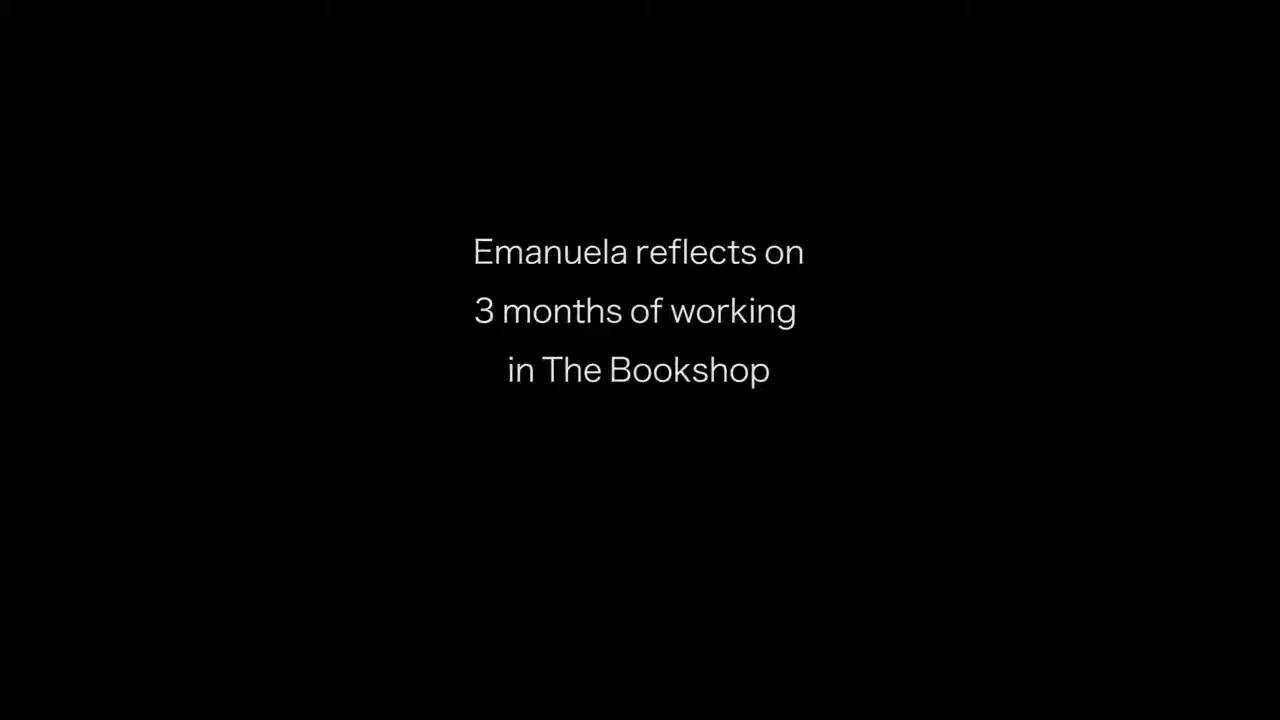 Emanuela reflects on
3 months of working
in The Bookshop